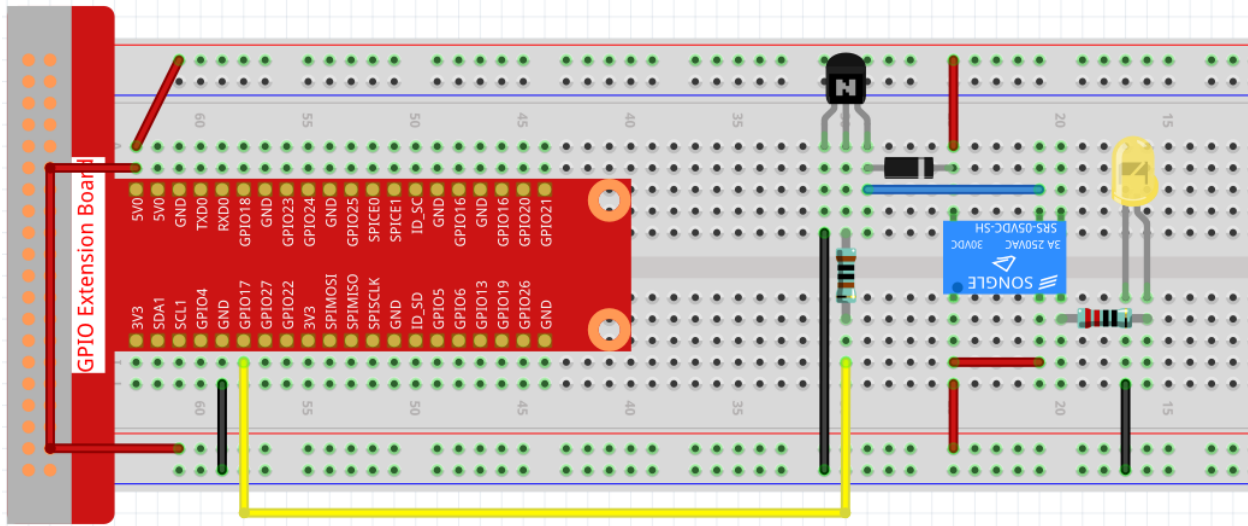 60 55 50 45 40 35 20 15
5V0
5V0
GND
TXD0
RXD0
GPIO18
GND
GPIO23
GPIO24
GND
GPIO25
SPICE0
SPICE1
ID_SC
GND
GPIO16
GND
GPIO16
GPIO20
GPIO21
GPIO Extension Board
3V3
SDA1
SCL1
GPIO4
GND
GPIO17
GPIO27
GPIO22
3V3
SPIMOSI
SPIMISO
SPISCLK
GND
ID_SD
GPIO5
GPIO6
GPIO13
GPIO19
GPIO26
GND
N
SONGLE
3A 250VAC 30VDC
SRS-05VDC-SH
60 55 50 45 40 35 25 20 15